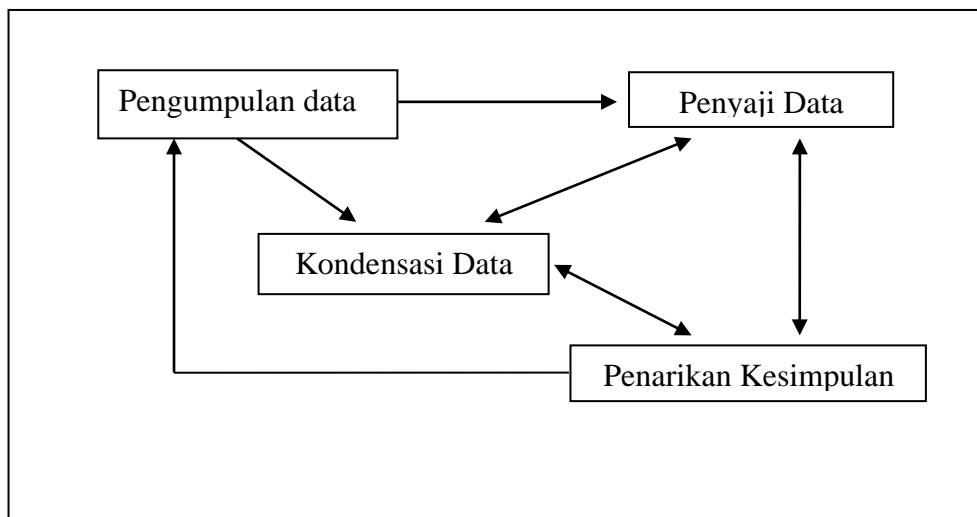 Pengumpulan data
Penyaji Data
Kondensasi Data
Penarikan Kesimpulan